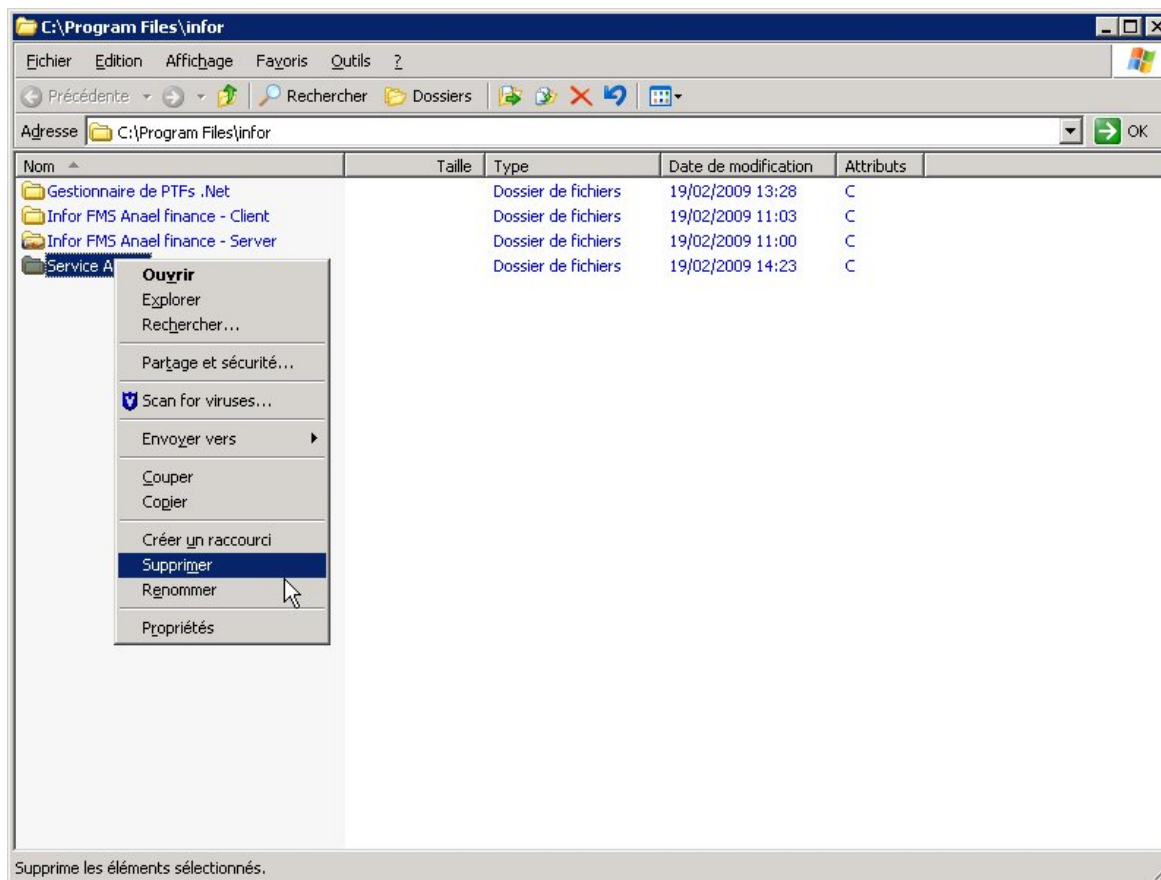 C:\Program Files\infor
Fichier Edition Affichage Favoris Outils ?
Précédente Rechercher Dossiers
Adresse C:\Program Files\infor OK
Nom Taille Type Date de modification Attributs
Gestionnaire de PTFs .Net Dossier de fichiers 19/02/2009 13:28 C
Infor FMS Anael finance - Client Dossier de fichiers 19/02/2009 11:03 C
Infor FMS Anael finance - Server Dossier de fichiers 19/02/2009 11:00 C
Service A Dossier de fichiers 19/02/2009 14:23 C
Ouvrir
Explorer
Rechercher...
Partage et sécurité...
Scan for viruses...
Envoyer vers
Couper
Copier
Créer un raccourci
Supprimer
Renommer
Propriétés
Supprime les éléments sélectionnés.